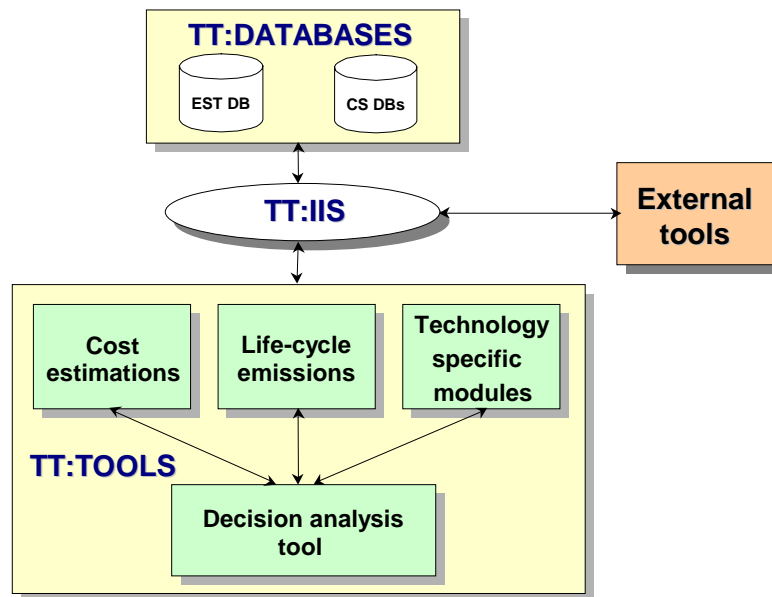 TT:DATABASES
EST DB
CS DBs
TT:IIS
External
tools
Cost
estimations
Life-cycle
emissions
Technology
specific
modules
TT:TOOLS
Decision analysis
tool